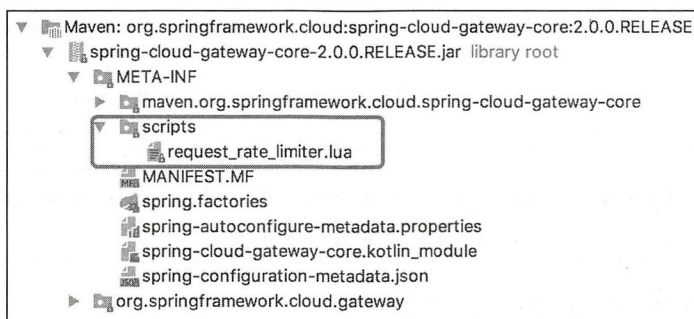 Maven: org.springframework.cloud:spring-cloud-gateway-core:2.0.0.RELEASE
spring-cloud-gateway-core-2.0.0.RELEASE.jar library root
META-INF
maven.org.springframework.cloud.spring-cloud-gateway-core
scripts
request_rate_limiter.lua
MANIFEST.MF
spring.factories
spring-autoconfigure-metadata.properties
spring-cloud-gateway-core.kotlin_module
spring-configuration-metadata.json
org.springframework.cloud.gateway